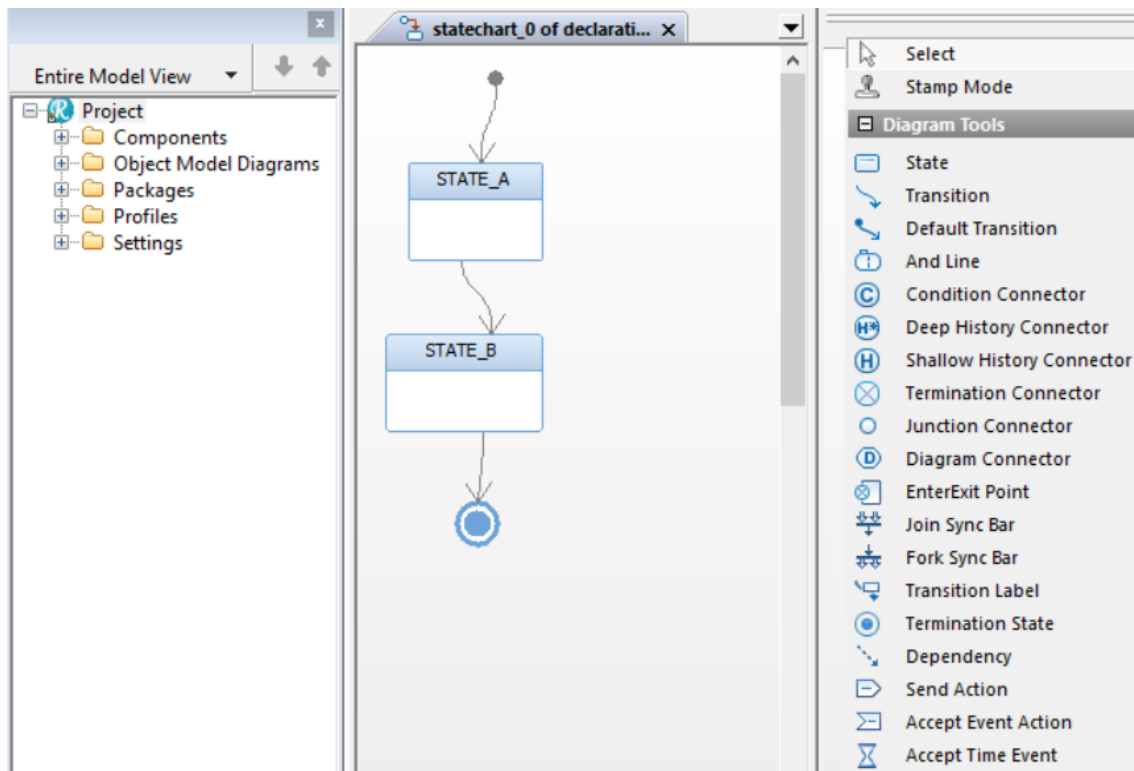 statechart_0 of declarati... x
Entire Model View
Project
Components
Object Model Diagrams
Packages
Profiles
Settings
STATE_A
STATE_B
Select
Stamp Mode
Diagram Tools
State
Transition
Default Transition
And Line
C Condition Connector
H* Deep History Connector
H Shallow History Connector
Termination Connector
Junction Connector
D Diagram Connector
EnterExit Point
Join Sync Bar
Fork Sync Bar
Transition Label
Termination State
Dependency
Send Action
Accept Event Action
Accept Time Event